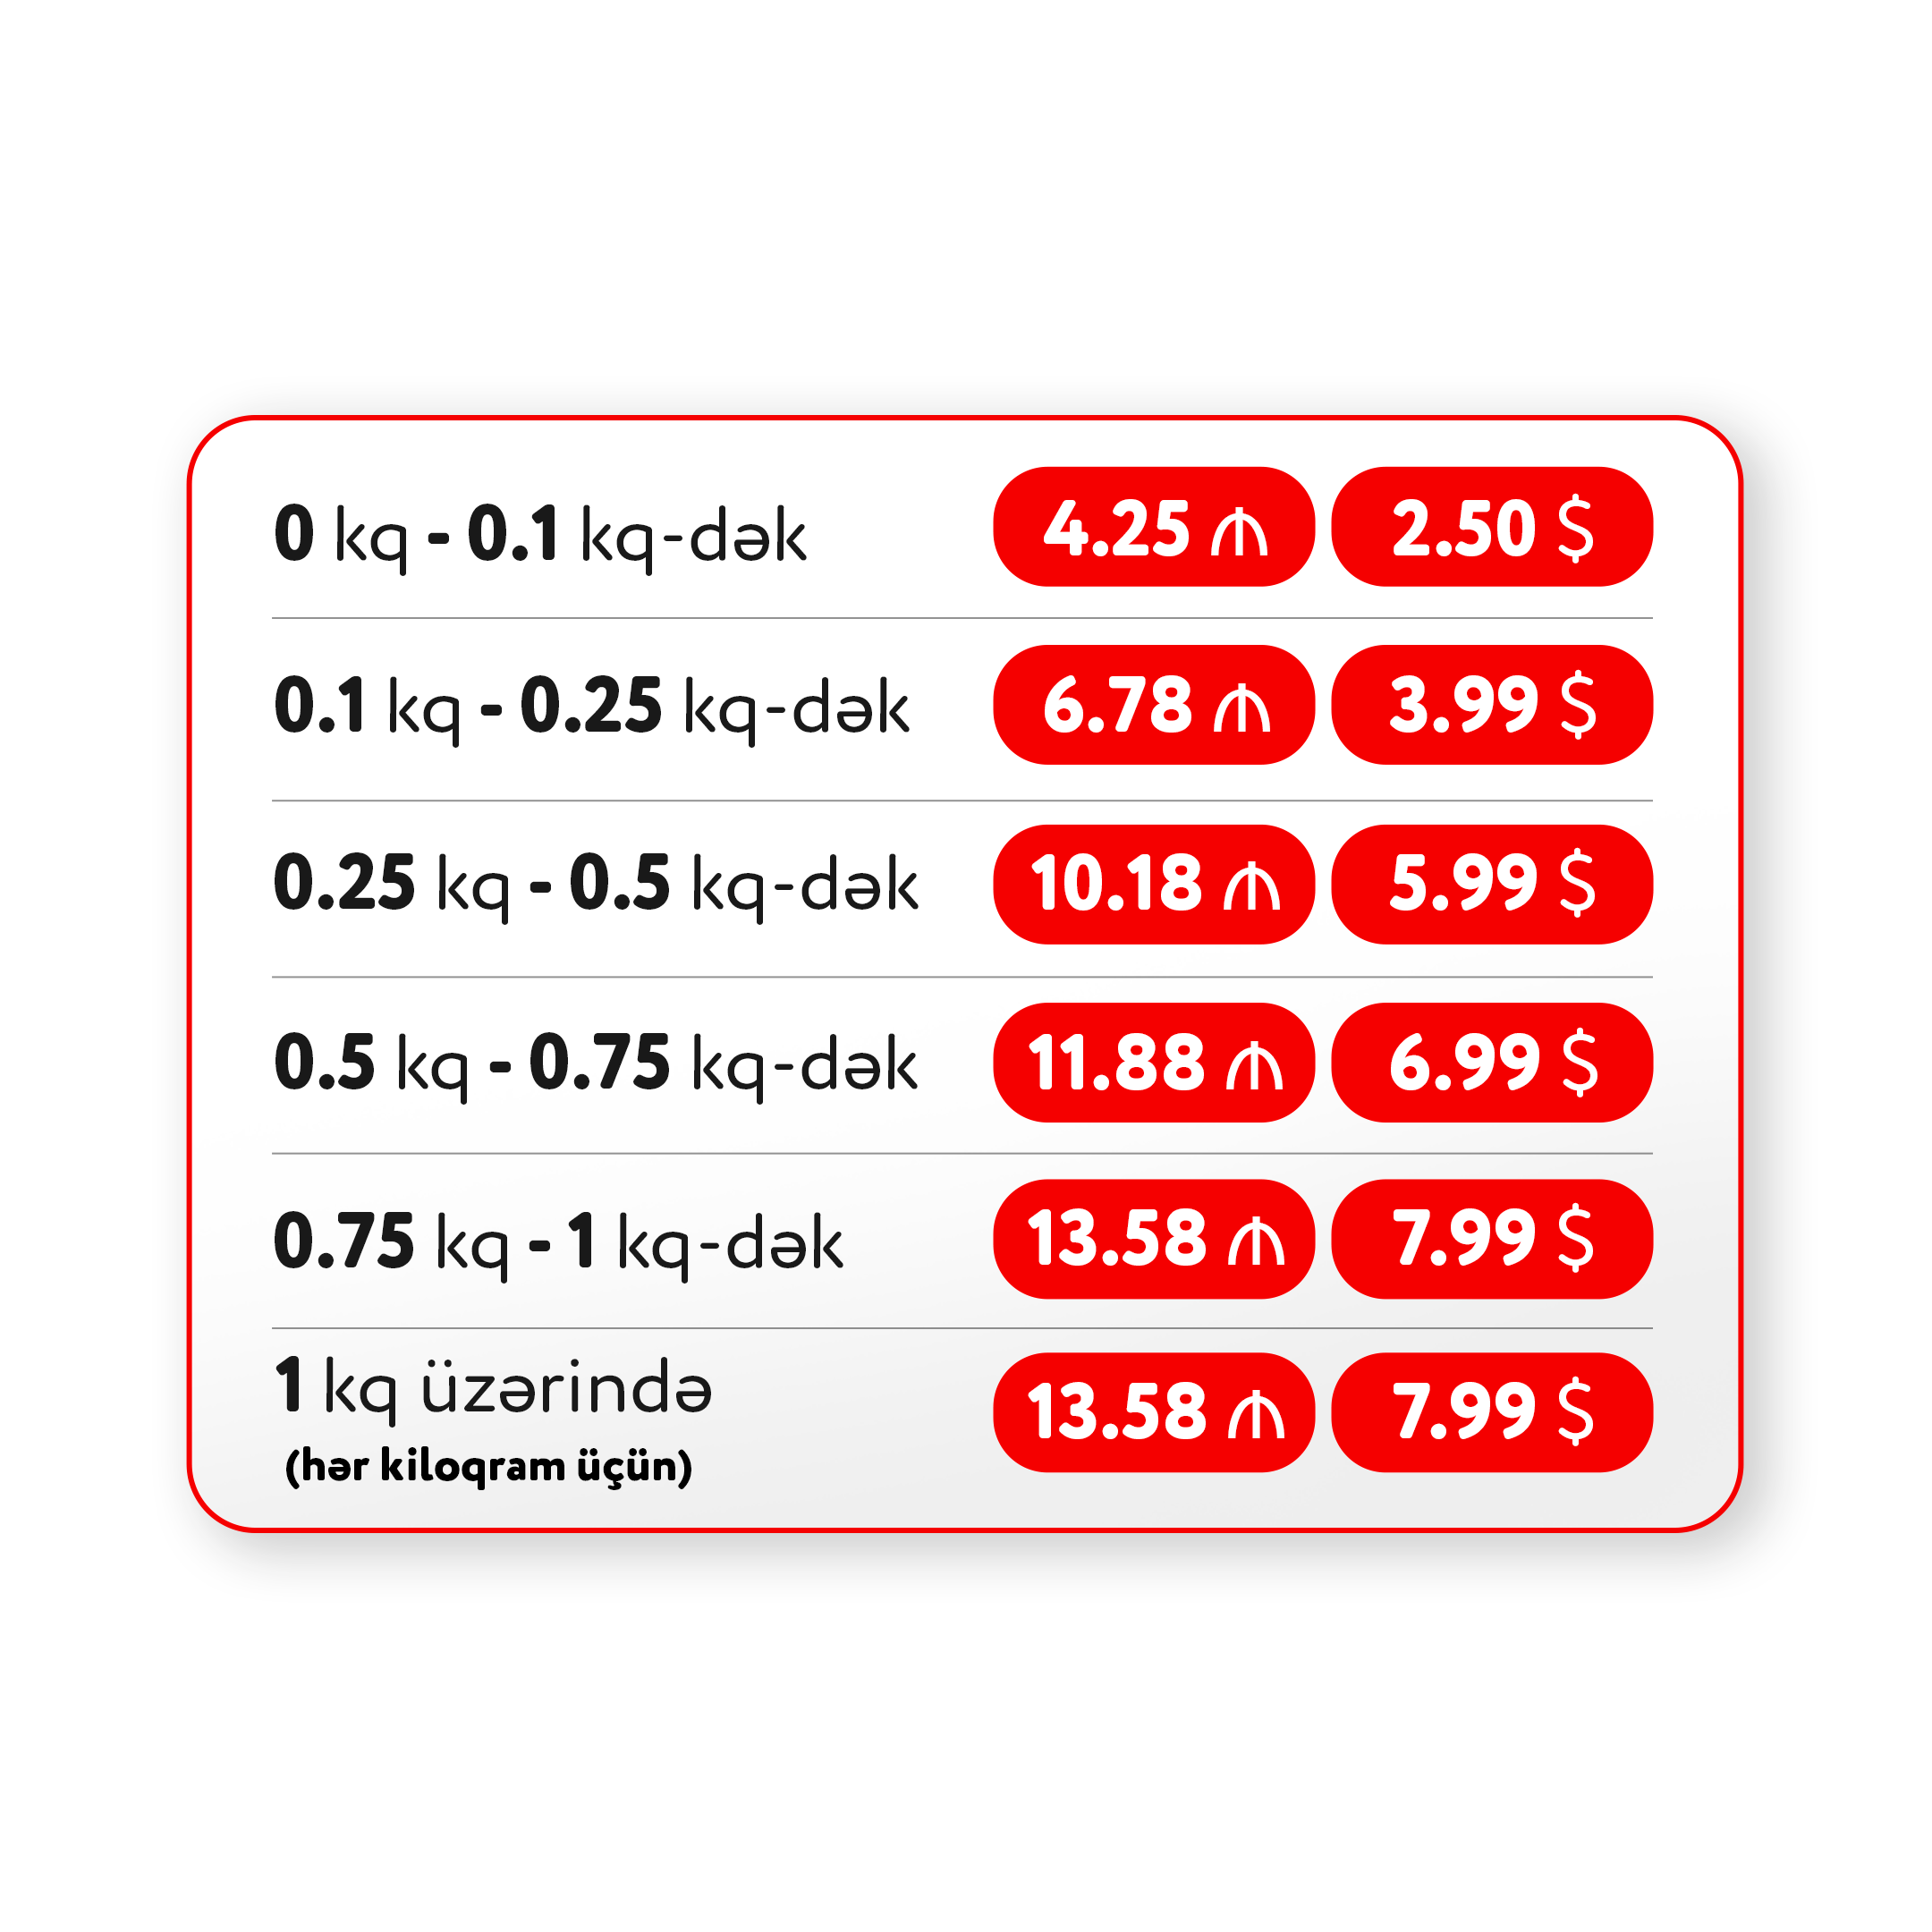 0 kq - 0.1 kq-dək 4.25 ₼ 2.50 $
0.1 kq - 0.25 kq-dək 6.78 ₼ 3.99 $
0.25 kq - 0.5 kq-dək 10.18 ₼ 5.99 $
0.5 kq - 0.75 kq-dək 11.88 ₼ 6.99 $
0.75 kq - 1 kq-dək 13.58 ₼ 7.99 $
1 kq üzərində 13.58 ₼ 7.99 $
(hər kiloqram üçün)